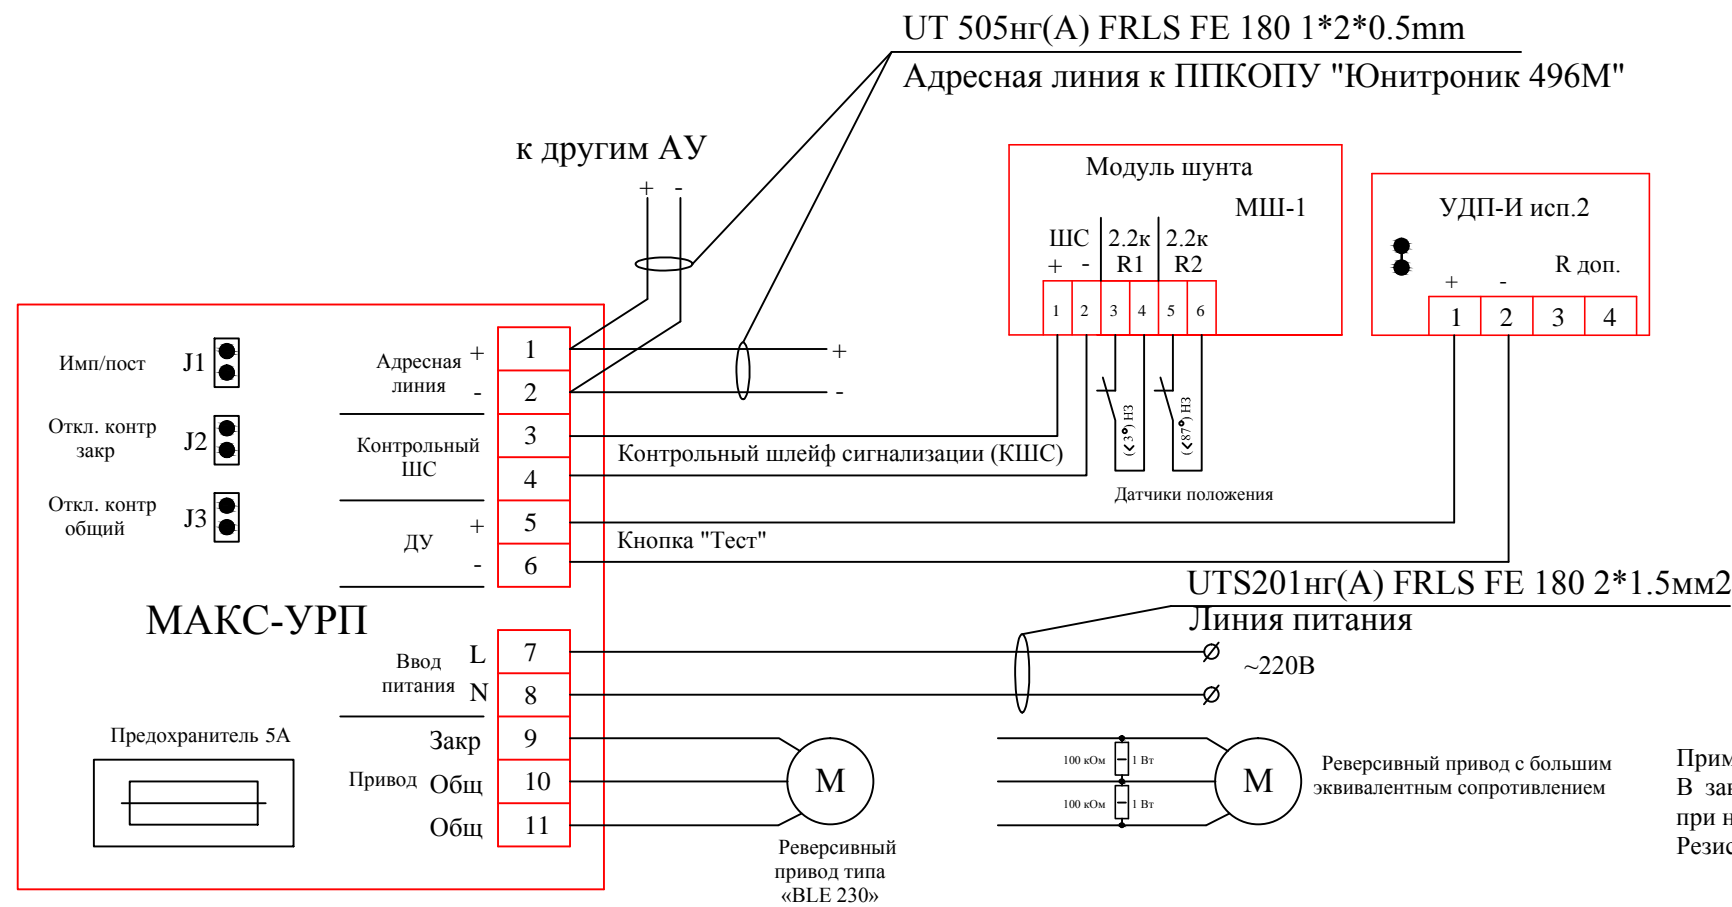 UT 505нг(А) FRLS FE 180 1*2*0.5mm
Адресная линия к ППКОПУ "Юнитроник 496М"
к другим АУ
+ -
Модуль шунта
МШ-1
ШС 2.2к 2.2к
+ - R1 R2
1 2 3 4 5 6
УДП-И исп.2
R доп.
+ -
1 2 3 4
Имп/пост J1
Откл. контр
закр
J2
Откл. контр
общий
J3
Адресная
линия
+ 1
- 2
+
-
Контрольный
ШС
3
4
Контрольный шлейф сигнализации (КШС)
(<3°) НЗ
(<87°) НЗ
Датчики положения
ДУ
+ 5
- 6
Кнопка "Тест"
МАКС-УРП
UTS201нг(А) FRLS FE 180 2*1.5мм2
Линия питания
~220В
Ввод
питания
L 7
N 8
Предохранитель 5А
Привод
Закр 9
Общ 10
Общ 11
М
Реверсивный
привод типа
«BLE 230»
100 кОм 1 Вт
100 кОм 1 Вт
М
Реверсивный привод с большим
эквивалентным сопротивлением